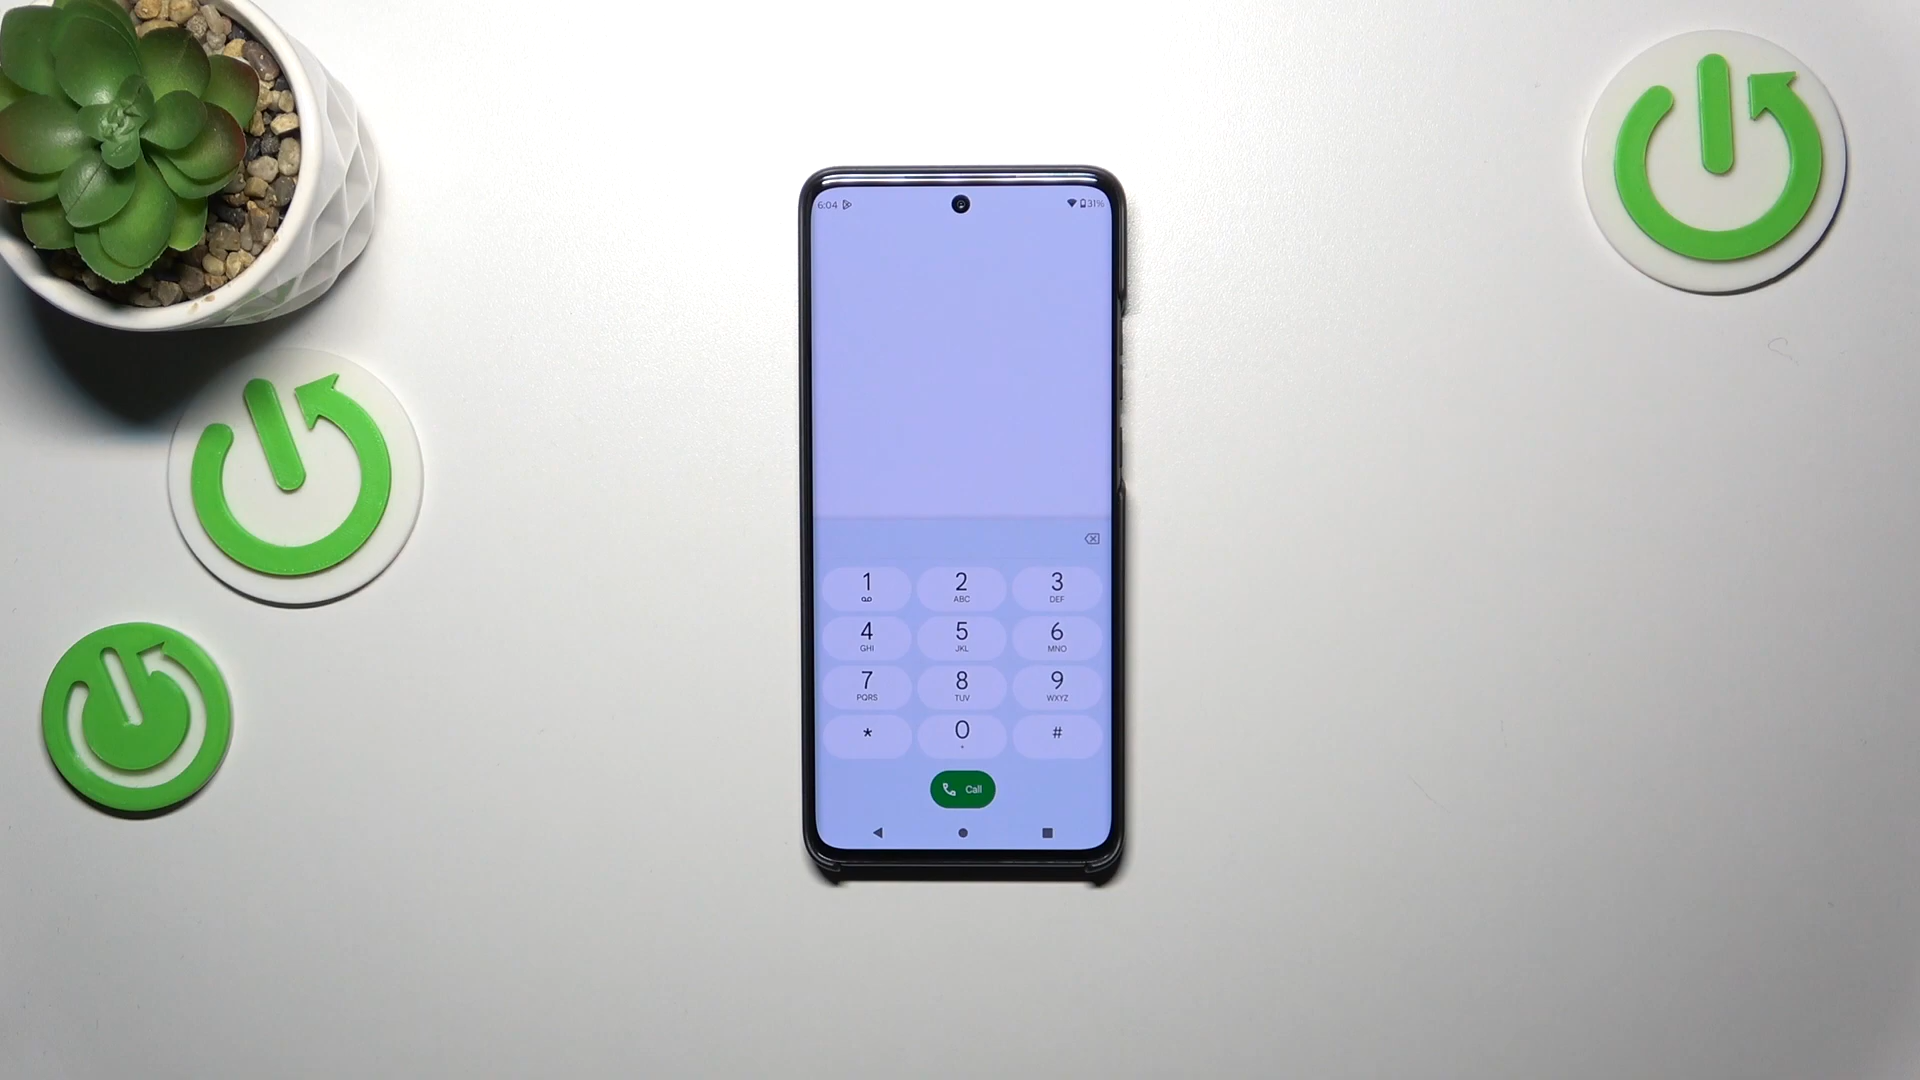 6:04 31%
1 2 3
ABC DEF
4 5 6
GHI JKL MNO
7 8 9
PQRS TUV WXYZ
* 0 #
+
Call